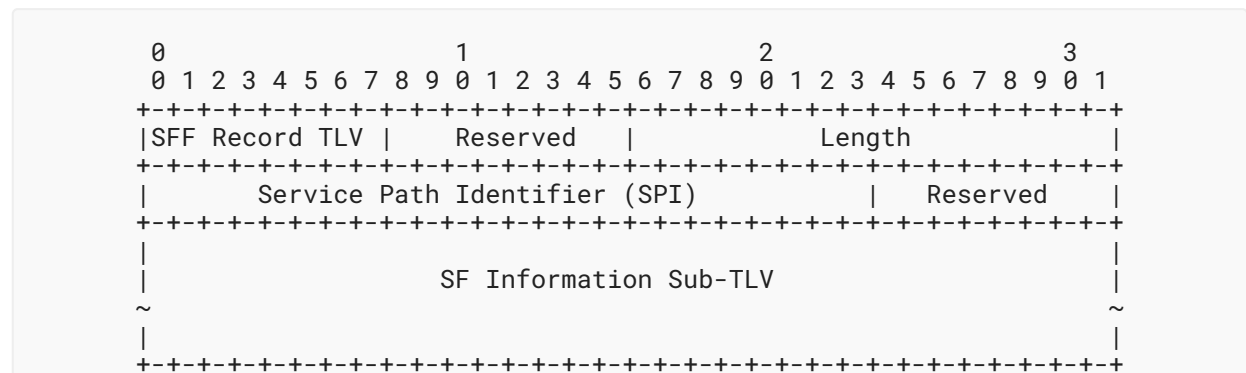 0                   1                   2                   3
 0 1 2 3 4 5 6 7 8 9 0 1 2 3 4 5 6 7 8 9 0 1 2 3 4 5 6 7 8 9 0 1
+-+-+-+-+-+-+-+-+-+-+-+-+-+-+-+-+-+-+-+-+-+-+-+-+-+-+-+-+-+-+-+-+
|SFF Record TLV |    Reserved   |            Length             |
+-+-+-+-+-+-+-+-+-+-+-+-+-+-+-+-+-+-+-+-+-+-+-+-+-+-+-+-+-+-+-+-+
|       Service Path Identifier (SPI)           |   Reserved    |
+-+-+-+-+-+-+-+-+-+-+-+-+-+-+-+-+-+-+-+-+-+-+-+-+-+-+-+-+-+-+-+-+
|                                                               |
|                   SF Information Sub-TLV                      |
~                                                               ~
|                                                               |
+-+-+-+-+-+-+-+-+-+-+-+-+-+-+-+-+-+-+-+-+-+-+-+-+-+-+-+-+-+-+-+-+